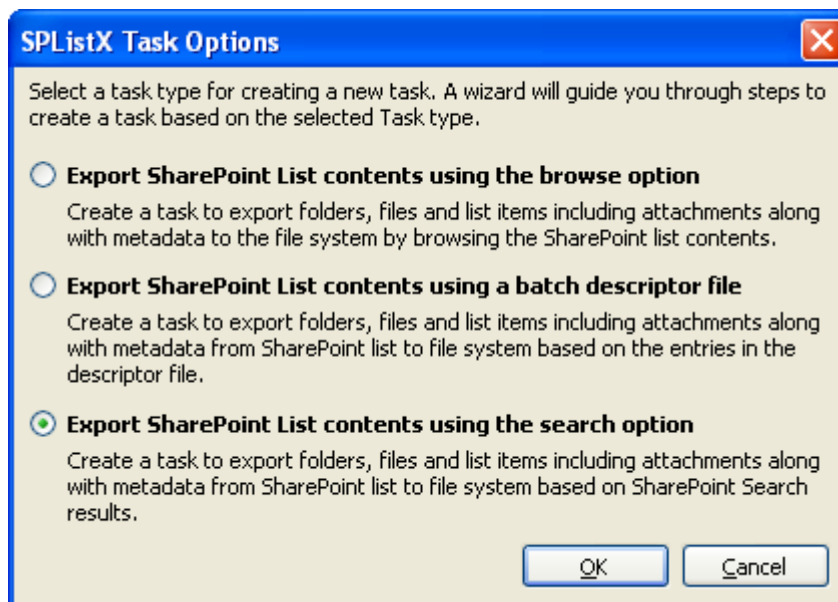 SPListX Task Options
Select a task type for creating a new task. A wizard will guide you through steps to
create a task based on the selected Task type.
Export SharePoint List contents using the browse option
Create a task to export folders, files and list items including attachments along
with metadata to the file system by browsing the SharePoint list contents.
Export SharePoint List contents using a batch descriptor file
Create a task to export folders, files and list items including attachments along
with metadata from SharePoint list to file system based on the entries in the
descriptor file.
Export SharePoint List contents using the search option
Create a task to export folders, files and list items including attachments along
with metadata from SharePoint list to file system based on SharePoint Search
results.
OK Cancel